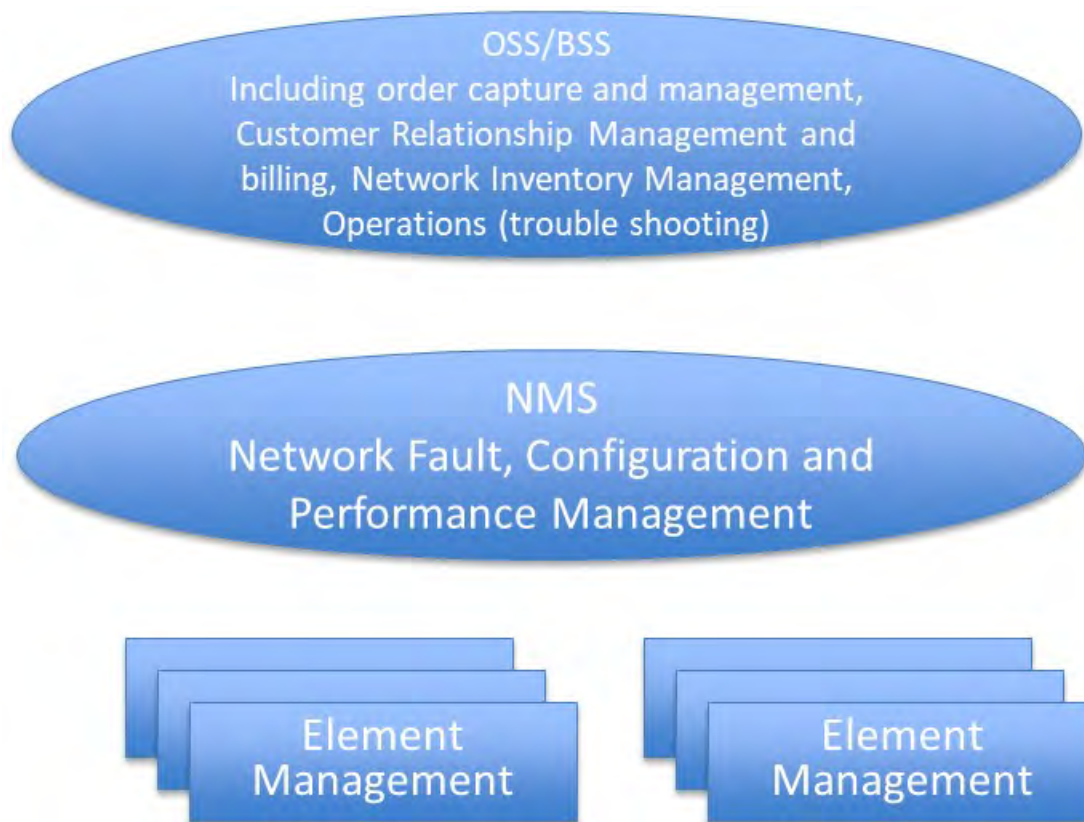 OSS/BSS
Including order capture and management,
Customer Relationship Management and
billing, Network Inventory Management,
Operations (trouble shooting)
NMS
Network Fault, Configuration and
Performance Management
Element
Management
Element
Management